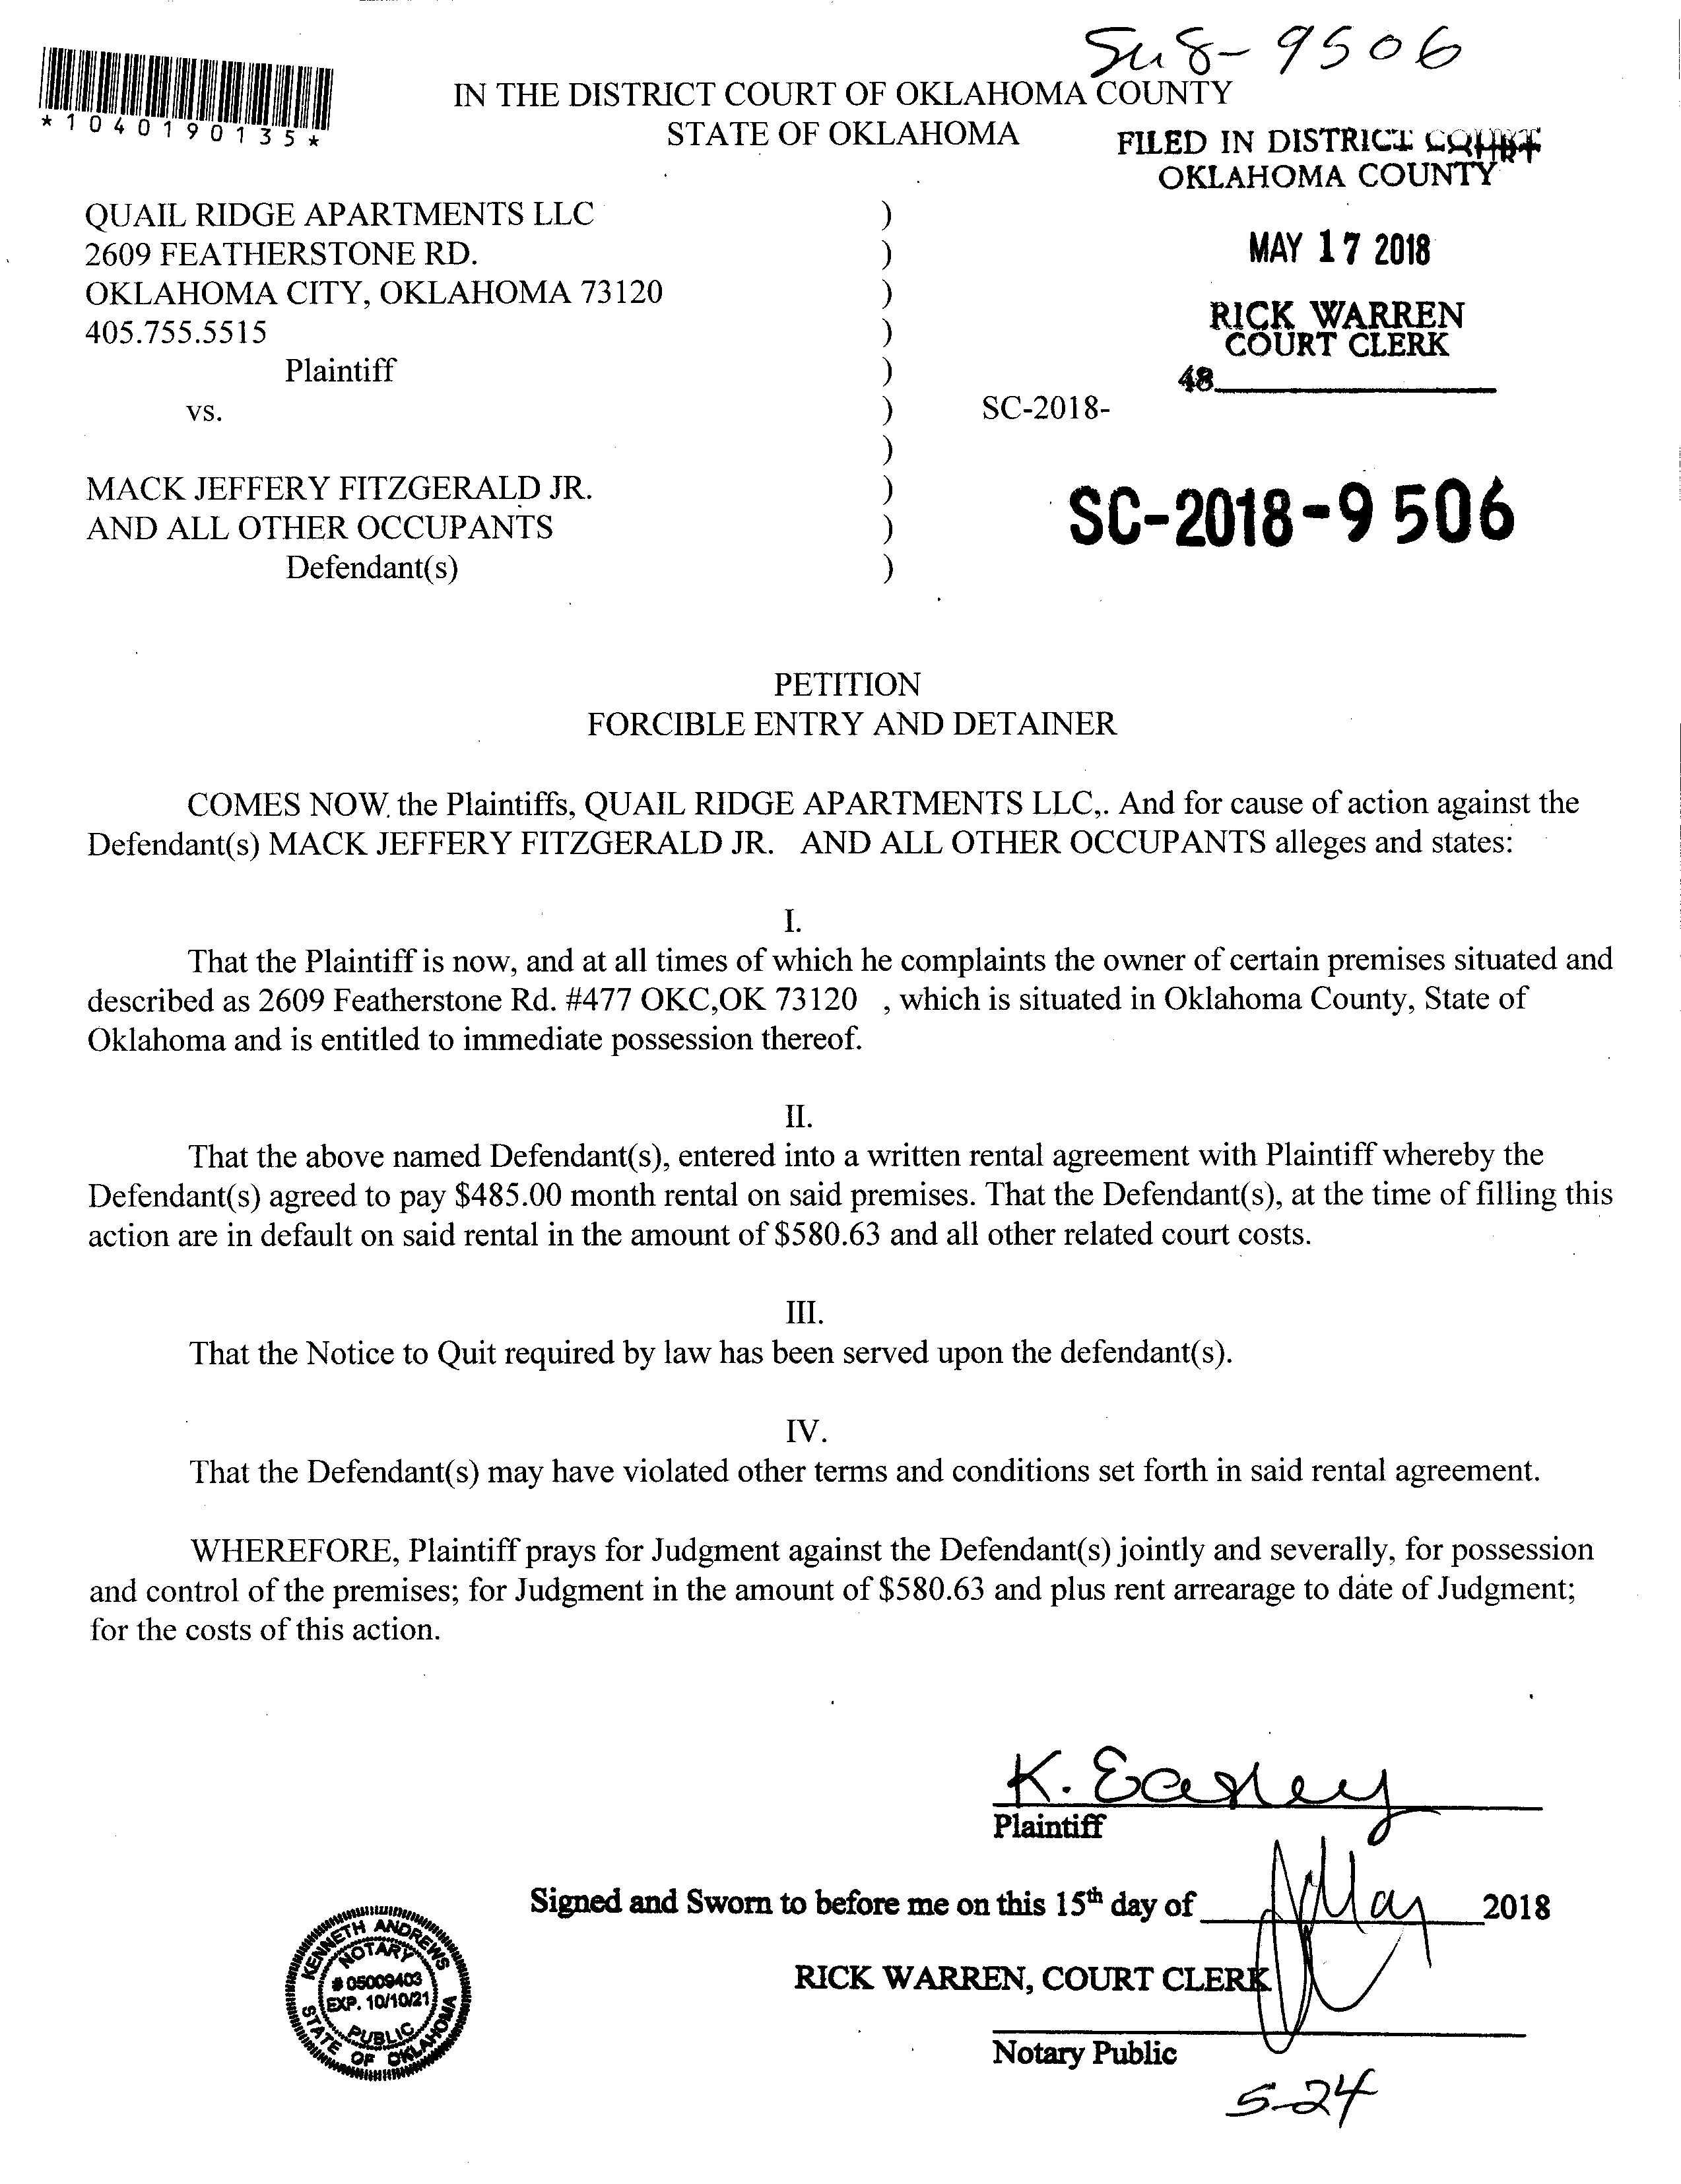 *1040190135*
9506
IN THE DISTRICT COURT OF OKLAHOMA COUNTY
STATE OF OKLAHOMA
FILED IN DISTRICT COURT
OKLAHOMA COUNTY
MAY 17 2018
RICK WARREN
COURT CLERK
48
QUAIL RIDGE APARTMENTS LLC )
2609 FEATHERSTONE RD. )
OKLAHOMA CITY, OKLAHOMA 73120 )
405.755.5515 )
Plaintiff )
vs. ) SC-2018-
)
MACK JEFFERY FITZGERALD JR. ) SC-2018-9506
AND ALL OTHER OCCUPANTS )
Defendant(s) )
PETITION
FORCIBLE ENTRY AND DETAINER
COMES NOW the Plaintiffs, QUAIL RIDGE APARTMENTS LLC,. And for cause of action against the
Defendant(s) MACK JEFFERY FITZGERALD JR. AND ALL OTHER OCCUPANTS alleges and states:
I.
That the Plaintiff is now, and at all times of which he complaints the owner of certain premises situated and
described as 2609 Featherstone Rd. #477 OKC,OK 73120 , which is situated in Oklahoma County, State of
Oklahoma and is entitled to immediate possession thereof.
II.
That the above named Defendant(s), entered into a written rental agreement with Plaintiff whereby the
Defendant(s) agreed to pay $485.00 month rental on said premises. That the Defendant(s), at the time of filling this
action are in default on said rental in the amount of $580.63 and all other related court costs.
III.
That the Notice to Quit required by law has been served upon the defendant(s).
IV.
That the Defendant(s) may have violated other terms and conditions set forth in said rental agreement.
WHEREFORE, Plaintiff prays for Judgment against the Defendant(s) jointly and severally, for possession
and control of the premises; for Judgment in the amount of $580.63 and plus rent arrearage to date of Judgment;
for the costs of this action.
K. Easley
Plaintiff
Signed and Sworn to before me on this 15th day of May 2018
RICK WARREN, COURT CLERK
Notary Public
5-24
KENNETH ANDREWS
NOTARY
# 05009403
EXP. 10/10/21
PUBLIC
STATE OF OKLAHOMA